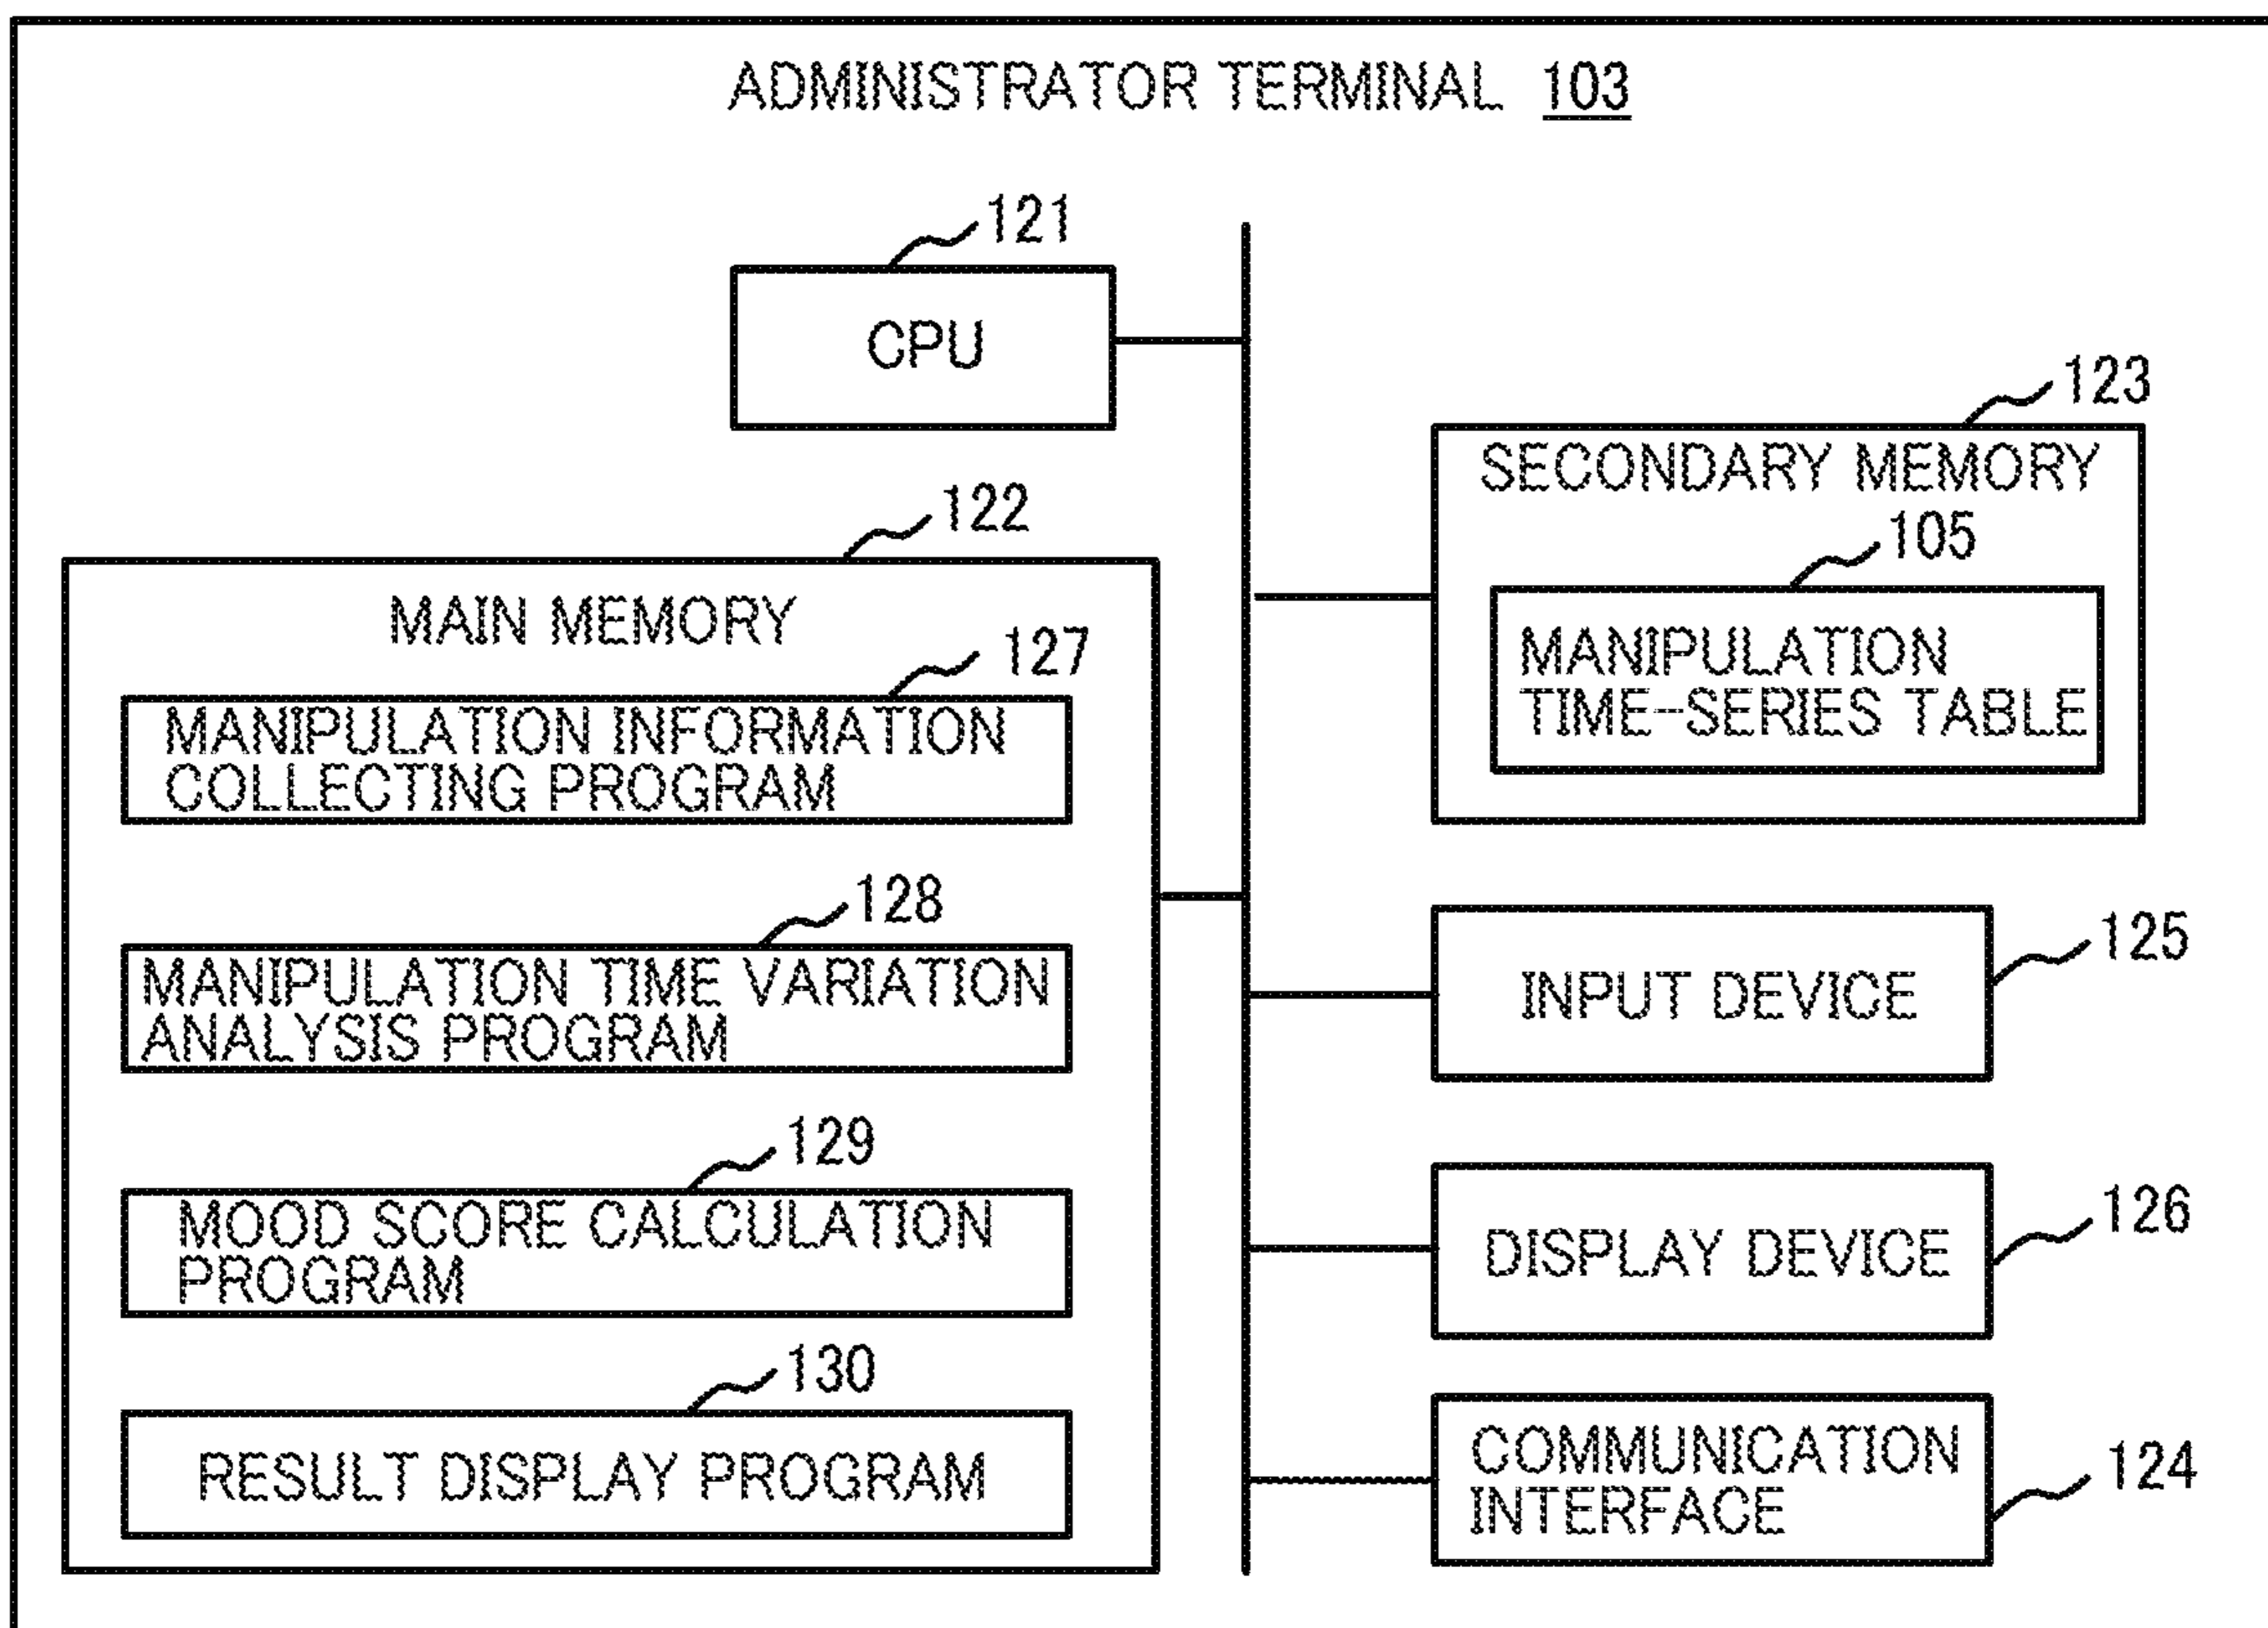 ADMINISTRATOR TERMINAL 103
121
CPU
122
MAIN MEMORY
127
MANIPULATION INFORMATION
COLLECTING PROGRAM
128
MANIPULATION TIME VARIATION
ANALYSIS PROGRAM
129
MOOD SCORE CALCULATION
PROGRAM
130
RESULT DISPLAY PROGRAM
123
SECONDARY MEMORY
105
MANIPULATION
TIME-SERIES TABLE
125
INPUT DEVICE
126
DISPLAY DEVICE
124
COMMUNICATION
INTERFACE